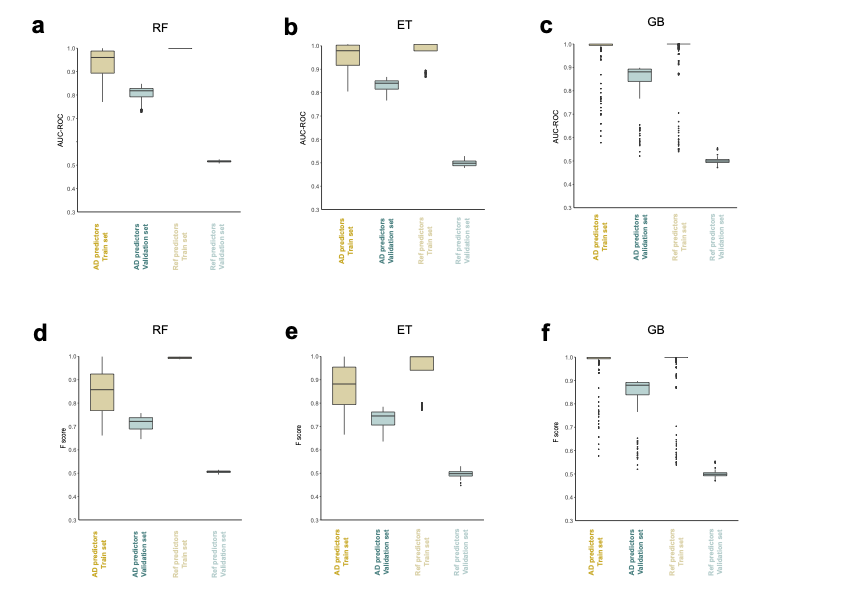 a
RF
AUC-ROC
1.0
0.9
0.8
0.7
0.5
0.4
0.3
AD predictors
Train set
AD predictors
Validation set
Ref predictors
Train set
Ref predictors
Validation set
b
ET
AUC-ROC
1.0
0.9
0.8
0.7
0.6
0.5
0.4
0.3
AD predictors
Train set
AD predictors
Validation set
Ref predictors
Train set
Ref predictors
Validation set
c
GB
AUC-ROC
1.0
0.9
0.8
0.7
0.6
0.5
0.4
0.3
AD predictors
Train set
AD predictors
Validation set
Ref predictors
Train set
Ref predictors
Validation set
d
RF
F score
1.0
0.9
0.8
0.7
0.6
0.5
0.4
0.3
AD predictors
Train set
AD predictors
Validation set
Ref predictors
Train set
Ref predictors
Validation set
e
ET
F score
1.0
0.9
0.8
0.7
0.6
0.5
0.4
0.3
AD predictors
Train set
AD predictors
Validation set
Ref predictors
Train set
Ref predictors
Validation set
f
GB
F score
1.0
0.9
0.8
0.7
0.6
0.5
0.4
0.3
AD predictors
Train set
AD predictors
Validation set
Ref predictors
Train set
Ref predictors
Validation set